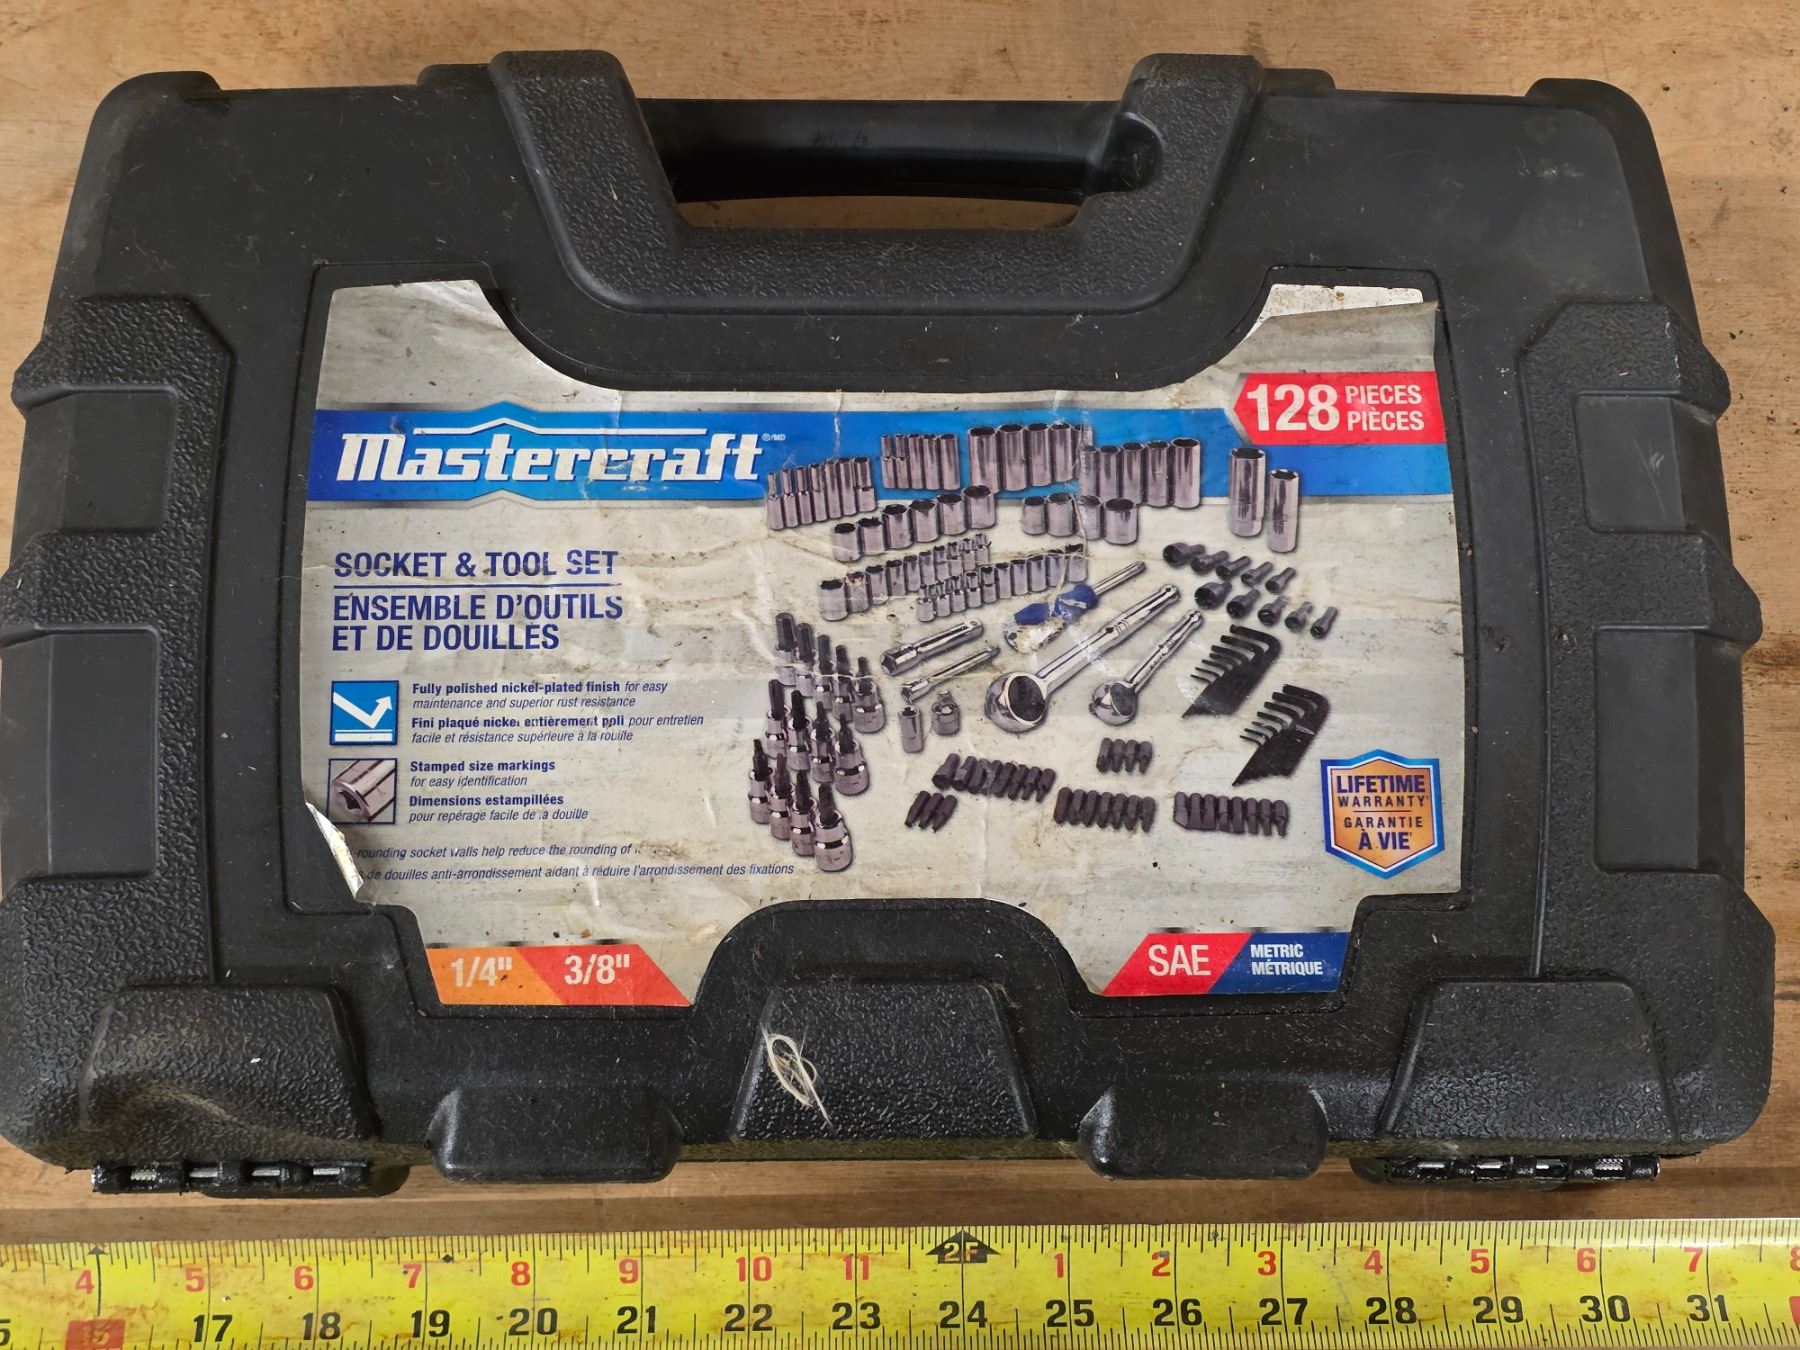 128 PIECES
PIÈCES
Mastercraft ®/MD
SOCKET & TOOL SET
ENSEMBLE D'OUTILS
ET DE DOUILLES
Fully polished nickel-plated finish for easy
maintenance and superior rust resistance
Fini plaqué nickel entièrement poli pour entretien
facile et résistance supérieure à la rouille
Stamped size markings
for easy identification
Dimensions estampillées
pour repérage facile de la douille
-rounding socket walls help reduce the rounding of
de douilles anti-arrondissement aidant à réduire l'arrondissement des fixations
LIFETIME
WARRANTY
GARANTIE
À VIE
1/4" 3/8"
SAE METRIC
MÉTRIQUE
4 5 6 7 8 9 10 11 2F 1 2 3 4 5 6 7 8
17 18 19 20 21 22 23 24 25 26 27 28 29 30 31